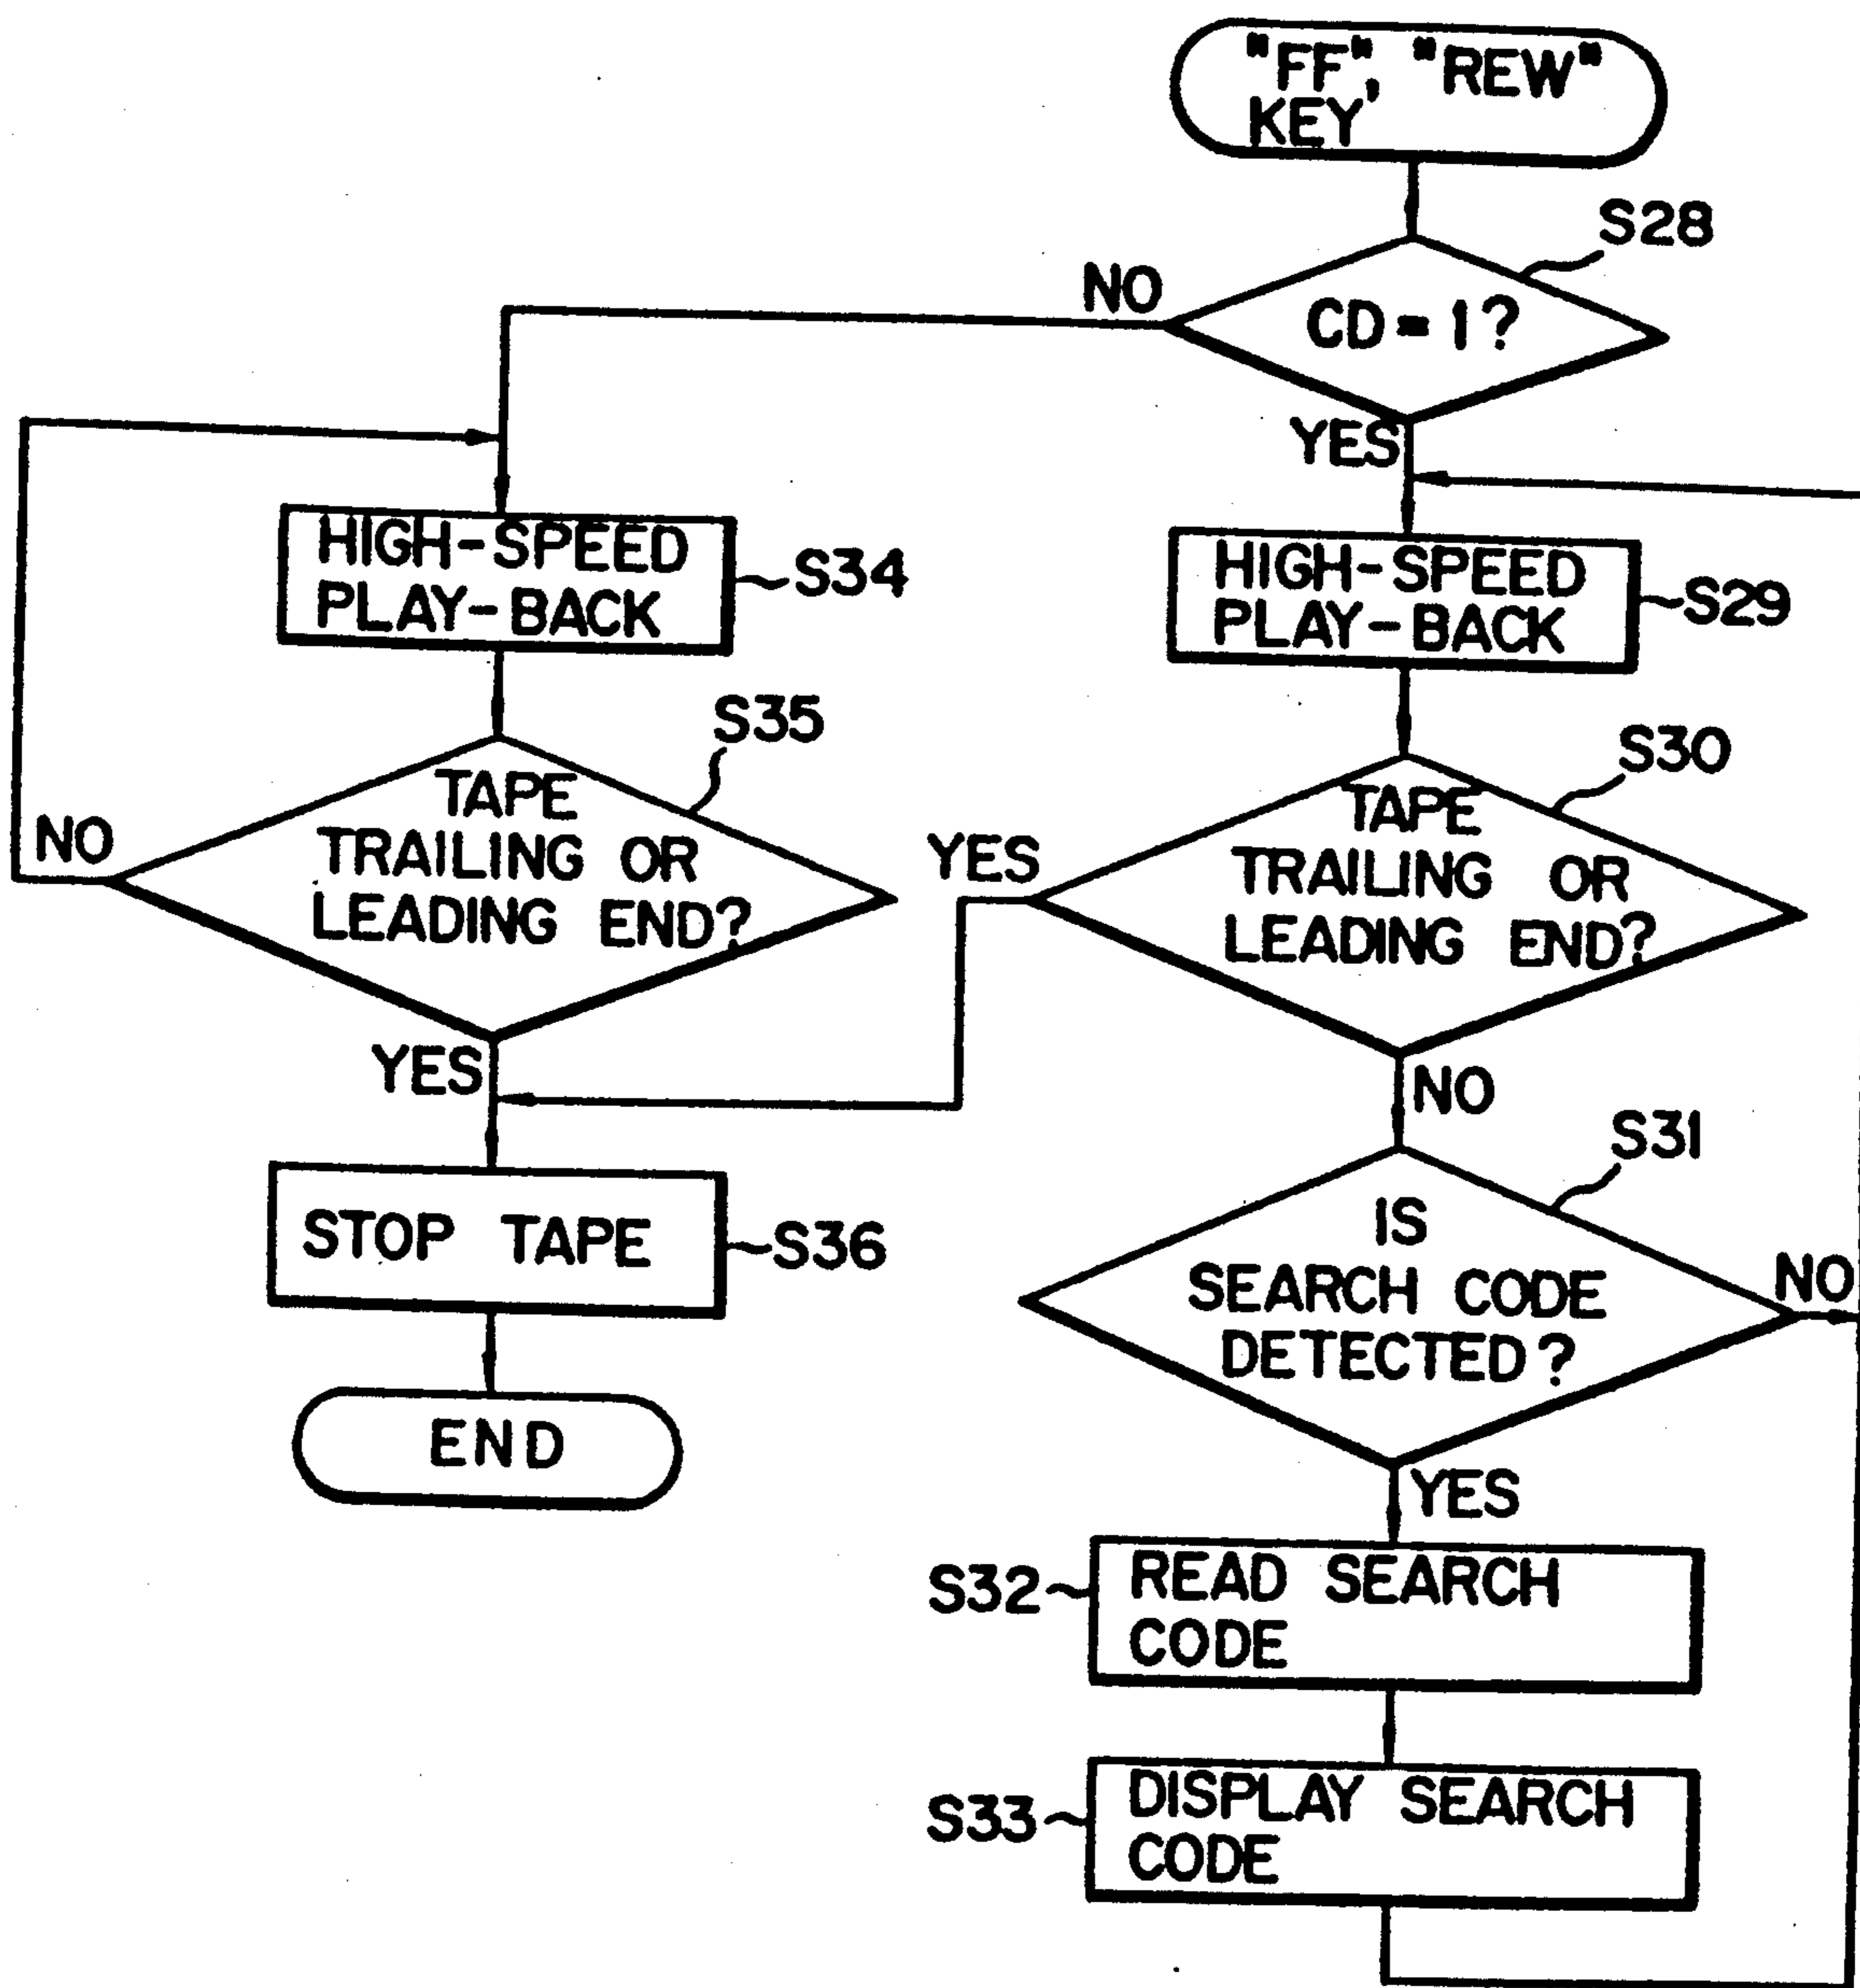 "FF", "REW"
KEY
S28
NO
CD=1?
YES
HIGH-SPEED
PLAY-BACK
S34
HIGH-SPEED
PLAY-BACK
S29
S35
TAPE
TRAILING OR
LEADING END?
NO
YES
S30
TAPE
TRAILING OR
LEADING END?
YES
NO
S31
IS
SEARCH CODE
DETECTED?
NO
STOP TAPE
S36
END
YES
S32
READ SEARCH
CODE
S33
DISPLAY SEARCH
CODE